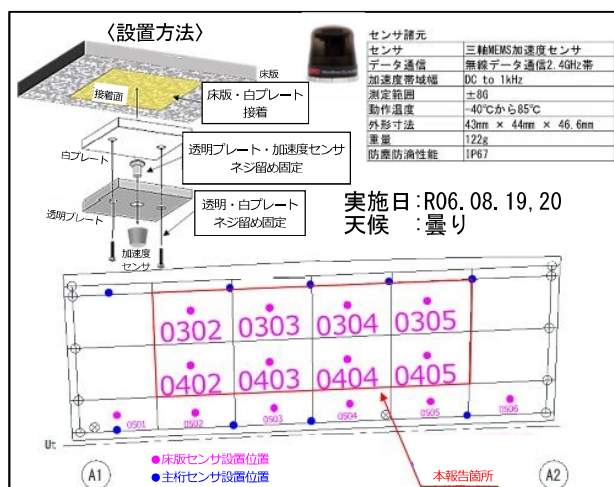 〈設置方法〉
床版
接着面
床版・白プレート
接着
白プレート
透明プレート・加速度センサ
ネジ留め固定
透明プレート
透明・白プレート
ネジ留め固定
加速度
センサ
センサ諸元
センサ 三軸MEMS加速度センサ
データ通信 無線データ通信2.4GHz帯
加速度帯域幅 DC to 1kHz
測定範囲 ±8G
動作温度 -40℃から85℃
外形寸法 43mm × 44mm × 46.6mm
重量 122g
防塵防滴性能 IP67
実施日:R06.08.19,20
天候 :曇り
0302 0303 0304 0305
0402 0403 0404 0405
0501 0502 0503 0504 0505 0506
A1
●床版センサ設置位置
●主桁センサ設置位置
本報告箇所
A2